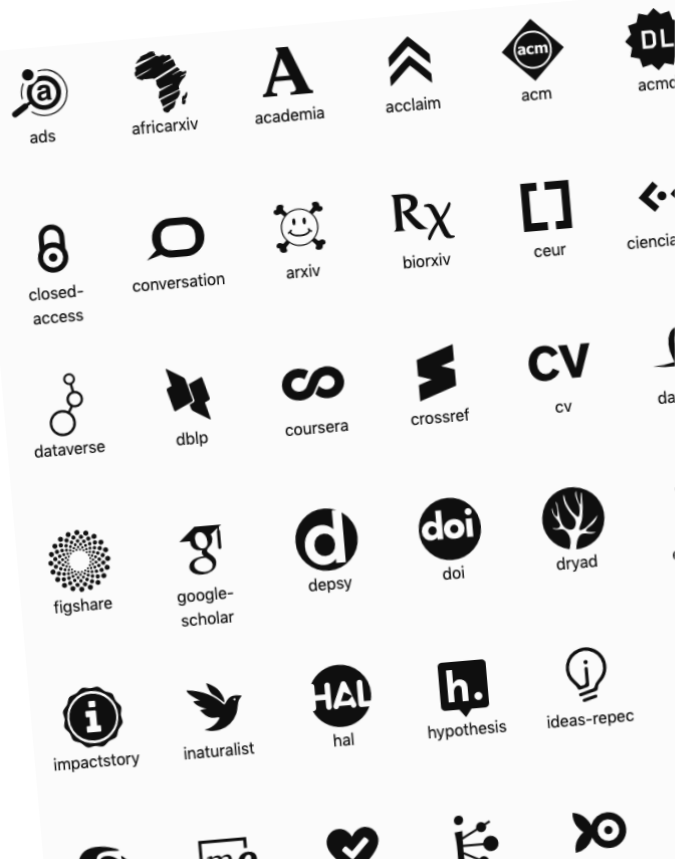 a
A
acm
DL
ads
africarxiv
academia
acclaim
acm
Rχ
closed-
access
conversation
arxiv
biorxiv
ceur
CV
dataverse
dblp
coursera
crossref
cv
g
d
doi
figshare
google-
scholar
depsy
doi
dryad
i
HAL
h.
j
impactstory
inaturalist
hal
hypothesis
ideas-repec